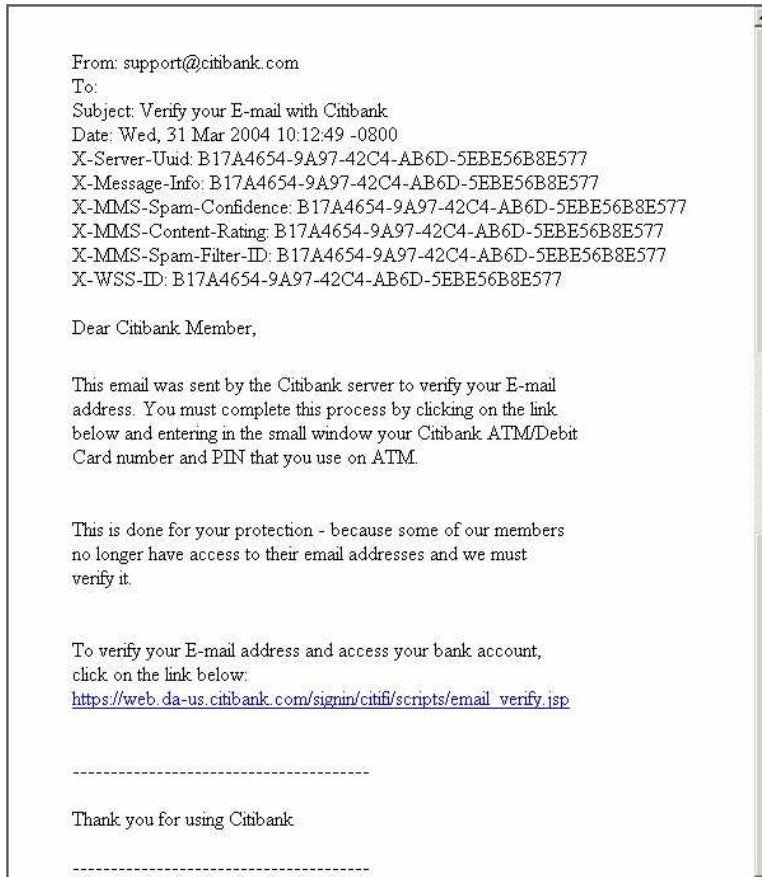 From: support@citibank.com
To:
Subject: Verify your E-mail with Citibank
Date: Wed, 31 Mar 2004 10:12:49 -0800
X-Server-Uuid: B17A4654-9A97-42C4-AB6D-5EBE56B8E577
X-Message-Info: B17A4654-9A97-42C4-AB6D-5EBE56B8E577
X-MMS-Spam-Confidence: B17A4654-9A97-42C4-AB6D-5EBE56B8E577
X-MMS-Content-Rating: B17A4654-9A97-42C4-AB6D-5EBE56B8E577
X-MMS-Spam-Filter-ID: B17A4654-9A97-42C4-AB6D-5EBE56B8E577
X-WSS-ID: B17A4654-9A97-42C4-AB6D-5EBE56B8E577
Dear Citibank Member,
This email was sent by the Citibank server to verify your E-mail
address. You must complete this process by clicking on the link
below and entering in the small window your Citibank ATM/Debit
Card number and PIN that you use on ATM.
This is done for your protection - because some of our members
no longer have access to their email addresses and we must
verify it.
To verify your E-mail address and access your bank account,
click on the link below:
https://web.da-us.citibank.com/signin/citifi/scripts/email_verify.jsp
---------------------------------------
Thank you for using Citibank
---------------------------------------